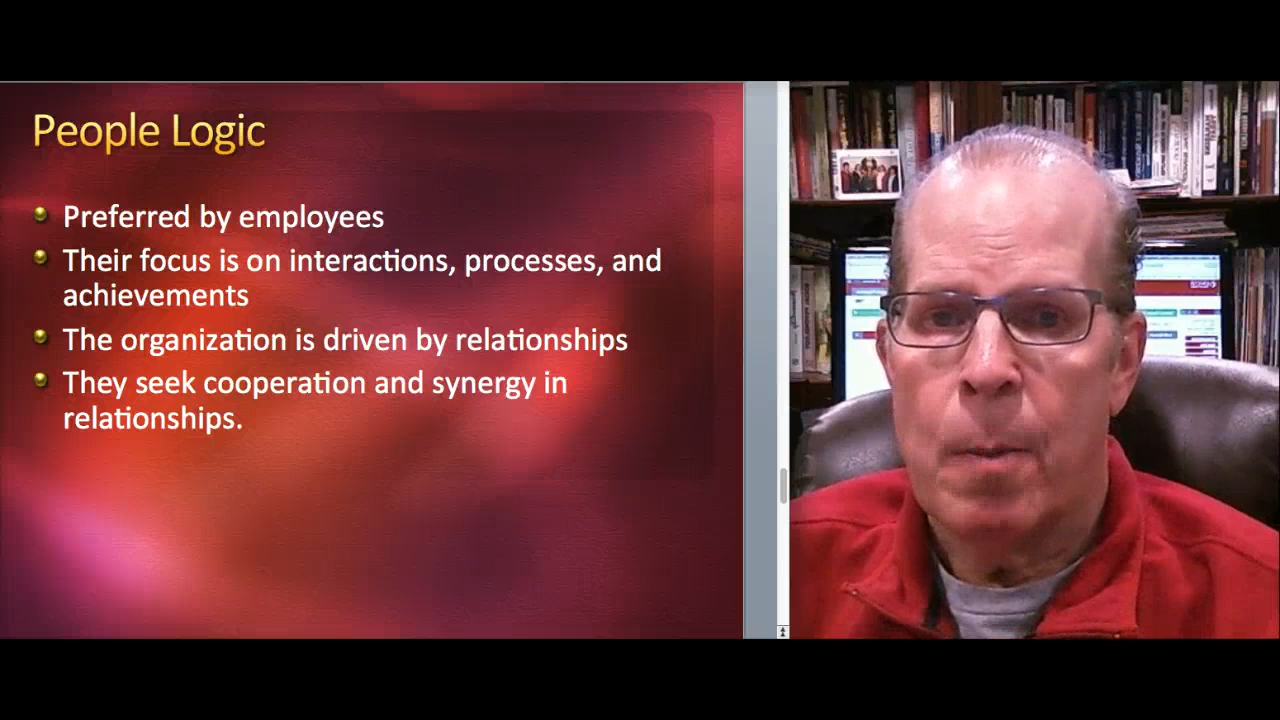 People Logic
Preferred by employees
Their focus is on interactions, processes, and
achievements
The organization is driven by relationships
They seek cooperation and synergy in
relationships.